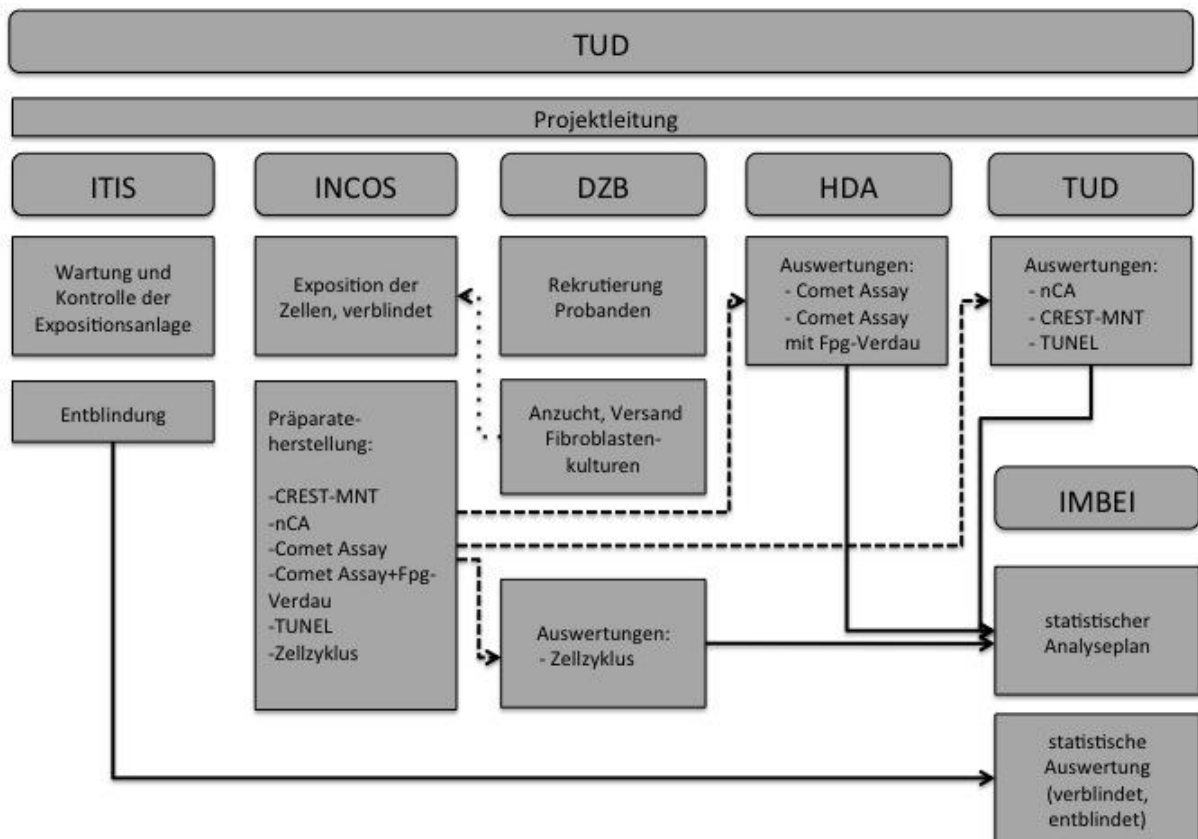 TUD
Projektleitung
ITIS
Wartung und
Kontrolle der
Expositionsanlage
Entblindung
INCOS
Exposition der
Zellen, verblindet
Präparate-
herstellung:
-CREST-MNT
-nCA
-Comet Assay
-Comet Assay+Fpg-
Verdau
-TUNEL
-Zellzyklus
DZB
Rekrutierung
Probanden
Anzucht, Versand
Fibroblasten-
kulturen
Auswertungen:
- Zellzyklus
HDA
Auswertungen:
- Comet Assay
- Comet Assay
mit Fpg-Verdau
TUD
Auswertungen:
- nCA
- CREST-MNT
- TUNEL
IMBEI
statistischer
Analyseplan
statistische
Auswertung
(verblindet,
entblindet)